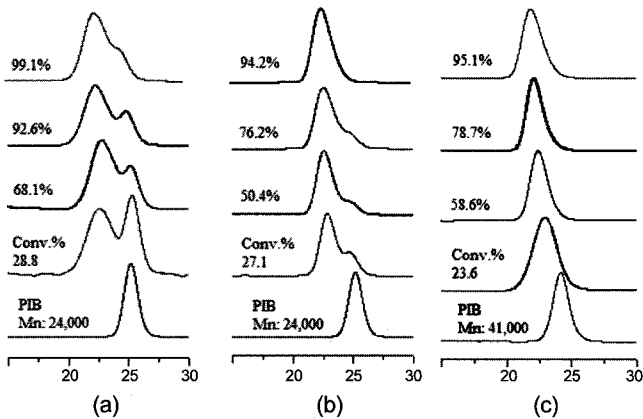 99.1%
92.6%
68.1%
Conv.%
28.8
PIB
Mn: 24,000
20 25 30
(a)
94.2%
76.2%
50.4%
Conv.%
27.1
PIB
Mn: 24,000
20 25 30
(b)
95.1%
78.7%
58.6%
Conv.%
23.6
PIB
Mn: 41,000
20 25 30
(c)